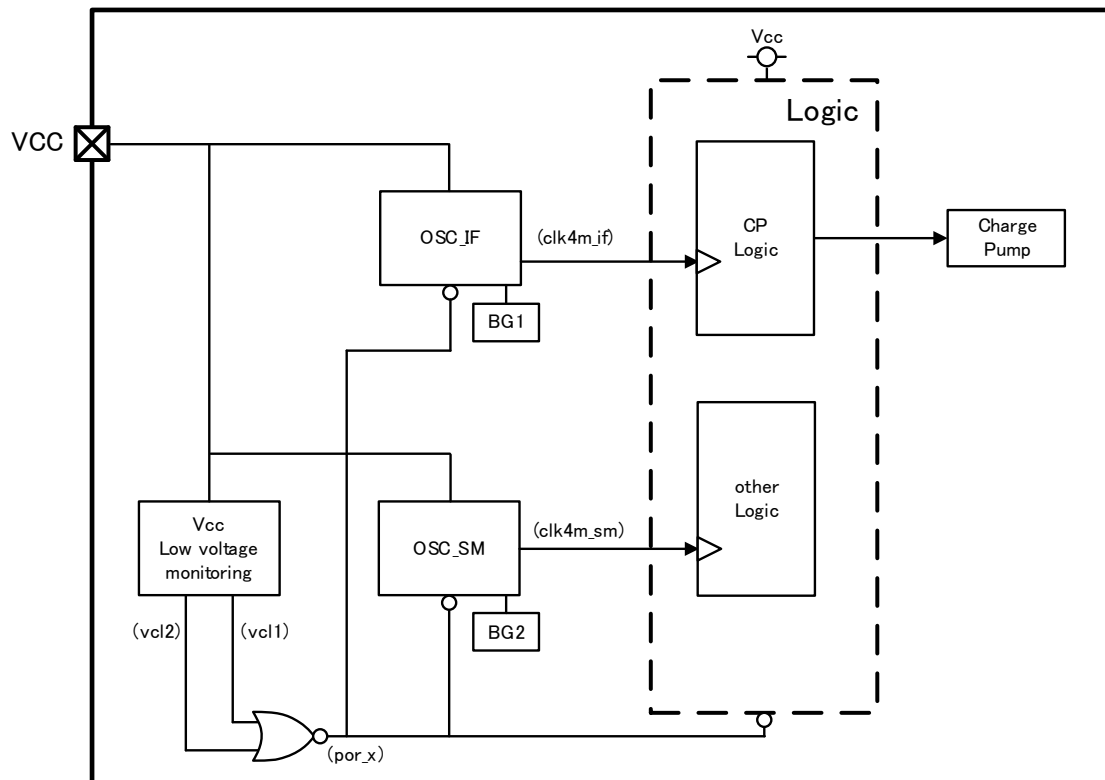 Vcc
Logic
VCC
OSC_IF
(clk4m_if)
CP
Logic
Charge
Pump
BG1
Vcc
Low voltage
monitoring
OSC_SM
(clk4m_sm)
other
Logic
BG2
(vcl2)
(vcl1)
(por_x)